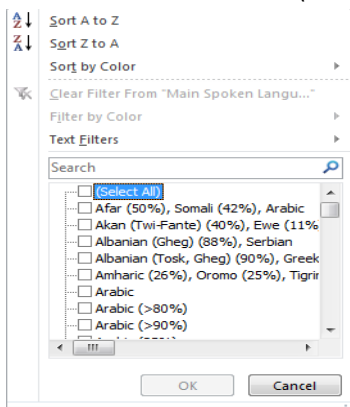 Sort A to Z
Sort Z to A
Sort by Color
Clear Filter From "Main Spoken Langu..."
Filter by Color
Text Filters
Search
(Select All)
Afar (50%), Somali (42%), Arabic
Akan (Twi-Fante) (40%), Ewe (11%
Albanian (Gheg) (88%), Serbian
Albanian (Tosk, Gheg) (90%), Greek
Amharic (26%), Oromo (25%), Tigrir
Arabic
Arabic (>80%)
Arabic (>90%)
OK Cancel